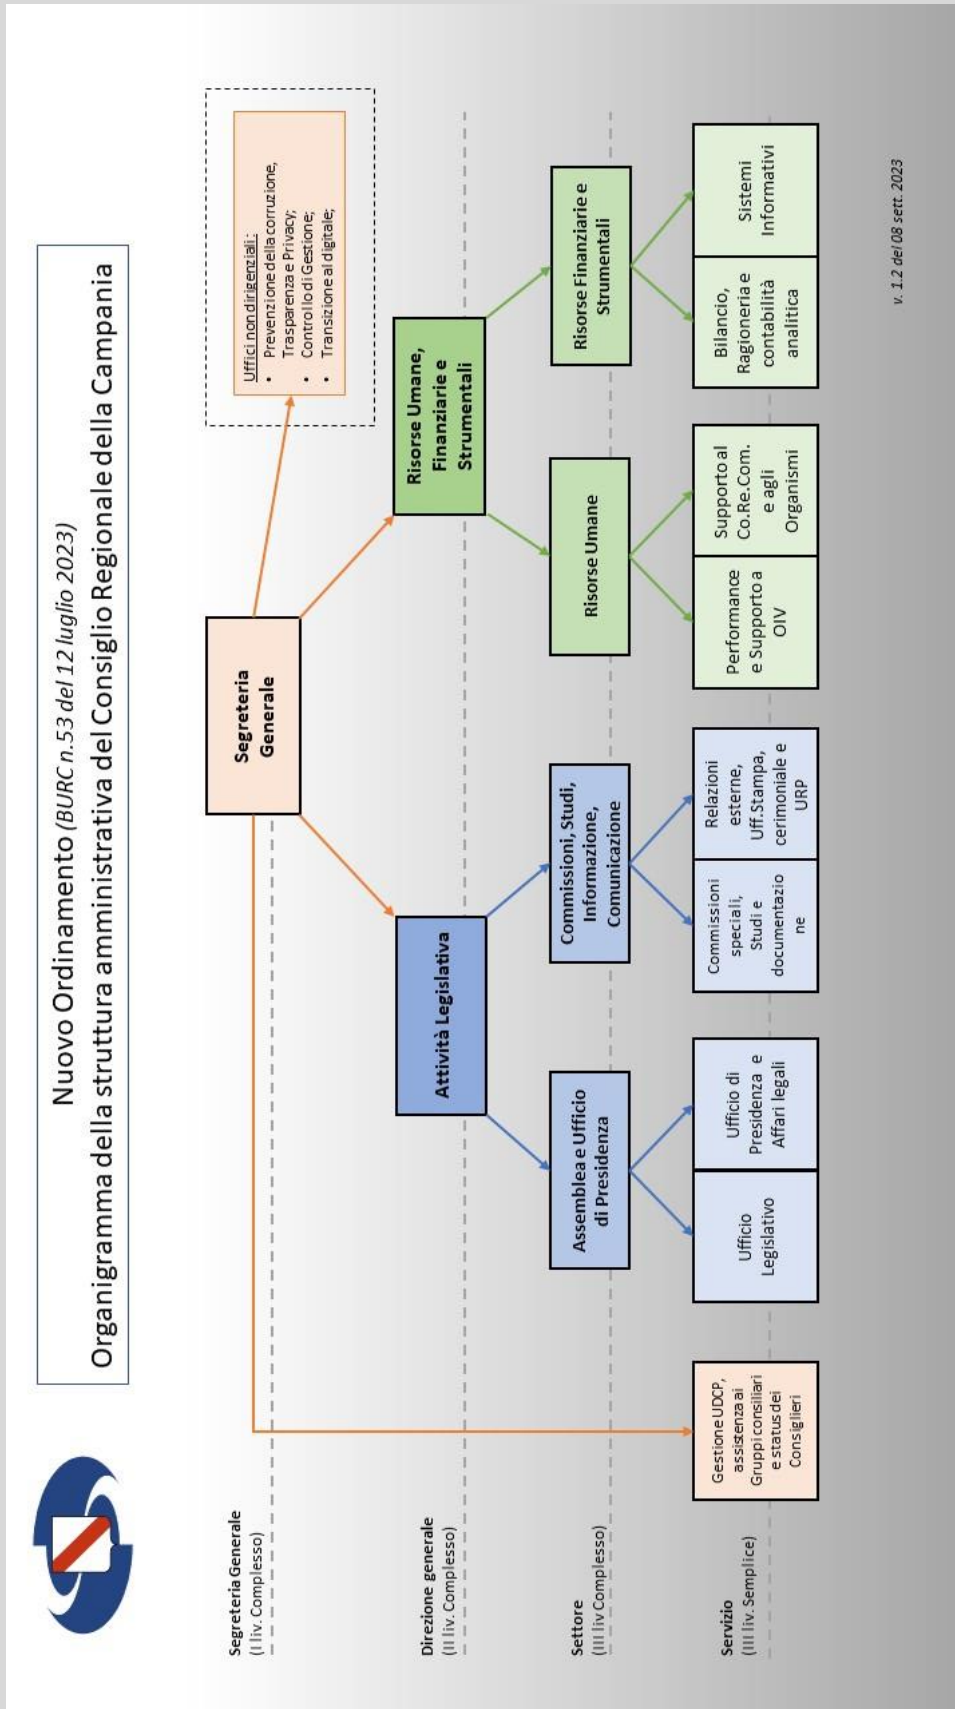 Nuovo Ordinamento (BURC n.53 del 12 luglio 2023)
Organigramma della struttura amministrativa del Consiglio Regionale della Campania
Segreteria Generale
(I liv. Complesso)
Segreteria
Generale
Uffici non dirigenziali:
• Prevenzione della corruzione,
Trasparenza e Privacy;
• Controllo di Gestione;
• Transizione al digitale;
Direzione generale
(II liv. Complesso)
Attività Legislativa
Risorse Umane,
Finanziarie e
Strumentali
Settore
(III liv Complesso)
Assemblea e Ufficio
di Presidenza
Commissioni, Studi,
Informazione,
Comunicazione
Risorse Umane
Risorse Finanziarie e
Strumentali
Servizio
(III liv. Semplice)
Gestione UDCP,
assistenza ai
Gruppi consiliari
e status dei
Consiglieri
Ufficio
Legislativo
Ufficio di
Presidenza e
Affari legali
Commissioni
speciali,
Studi e
documentazio
ne
Relazioni
esterne,
Uff.Stampa,
cerimoniale e
URP
Performance
e Supporto a
OIV
Supporto al
Co.Re.Com.
e agli
Organismi
Bilancio,
Ragioneria e
contabilità
analitica
Sistemi
Informativi
v. 1.2 del 08 sett. 2023